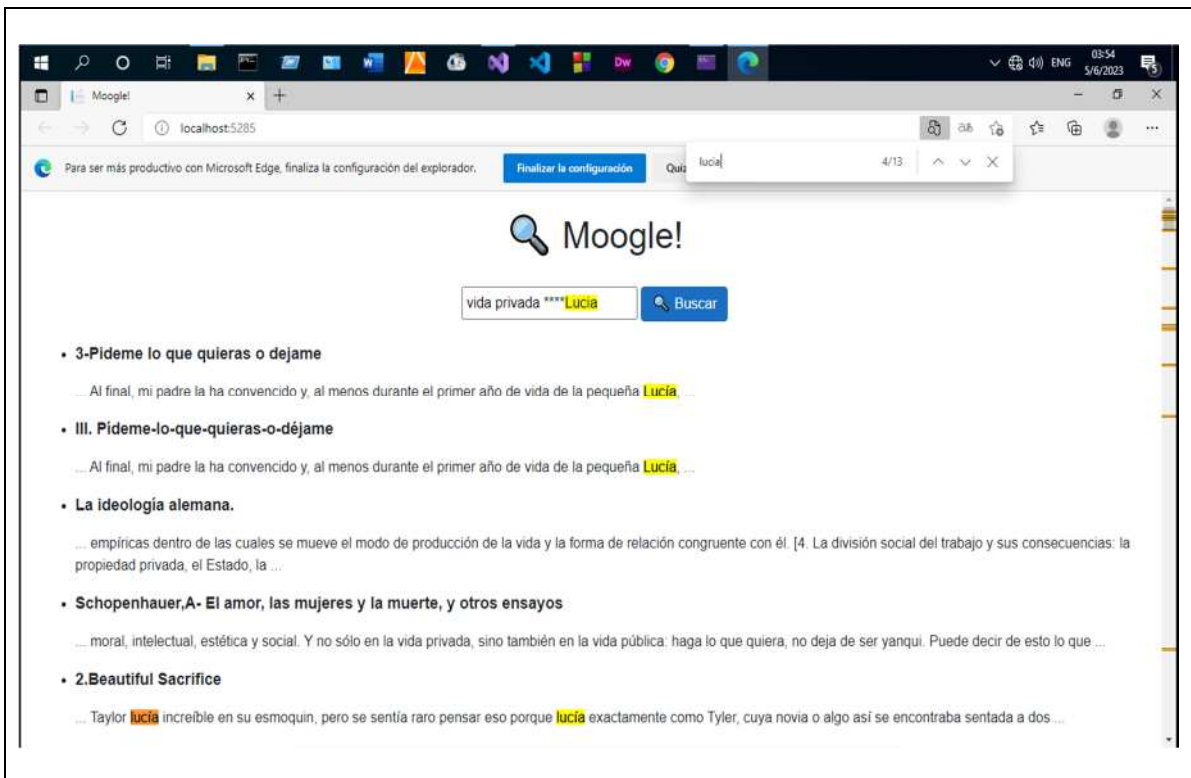 03:54
ENG
5/6/2023
5
Moogle!
localhost:5285
Para ser más productivo con Microsoft Edge, finaliza la configuración del explorador.
Finalizar la configuración
Quiz
lucia
4/13
Moogle!
vida privada ****Lucia
Buscar
3-Pideme lo que quieras o dejame
... Al final, mi padre la ha convencido y, al menos durante el primer año de vida de la pequeña Lucía, ...
III. Pídeme-lo-que-quieras-o-déjame
... Al final, mi padre la ha convencido y, al menos durante el primer año de vida de la pequeña Lucía, ...
La ideología alemana.
... empíricas dentro de las cuales se mueve el modo de producción de la vida y la forma de relación congruente con él. [4. La división social del trabajo y sus consecuencias: la
propiedad privada, el Estado, la ...
Schopenhauer,A- El amor, las mujeres y la muerte, y otros ensayos
... moral, intelectual, estética y social. Y no sólo en la vida privada, sino también en la vida pública: haga lo que quiera, no deja de ser yanqui. Puede decir de esto lo que ...
2.Beautiful Sacrifice
... Taylor lucía increíble en su esmoquin, pero se sentía raro pensar eso porque lucía exactamente como Tyler, cuya novia o algo así se encontraba sentada a dos ...